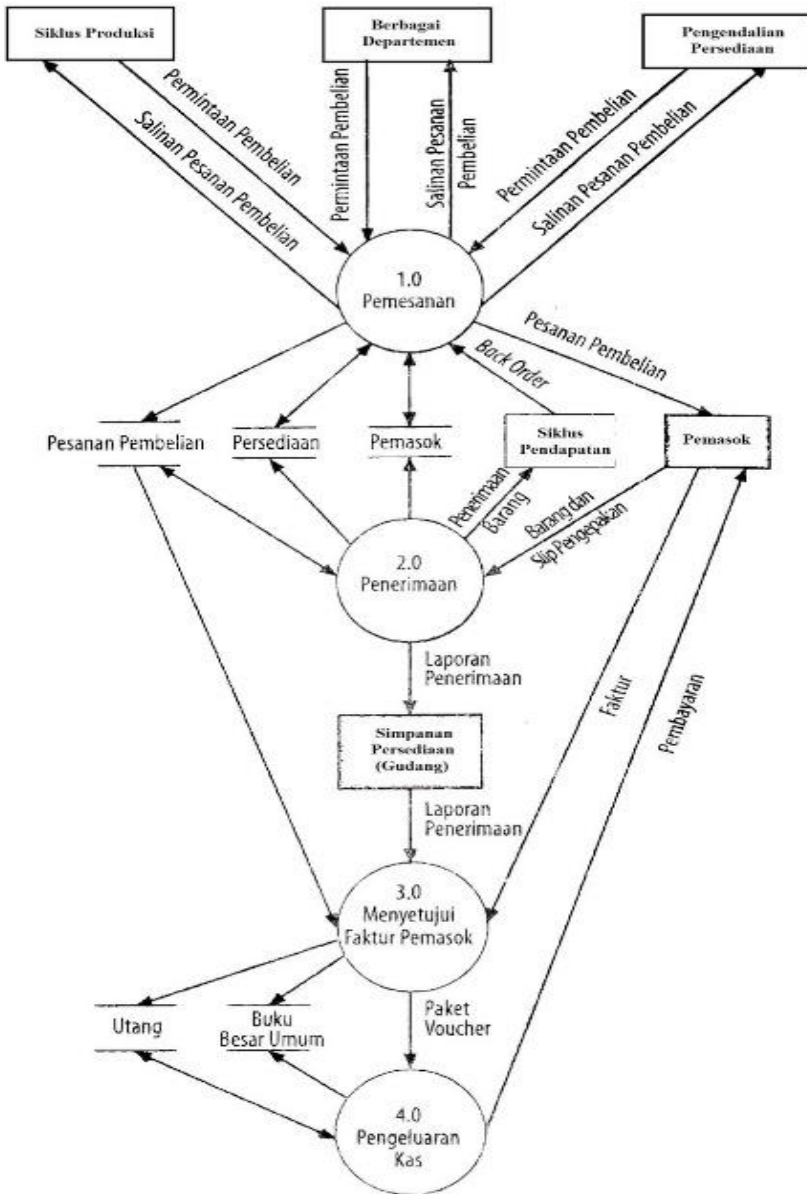 Siklus Produksi
Berbagai
Departemen
Pengendalian
Persediaan
Permintaan Pembelian
Salinan Pesanan Pembelian
Permintaan Pembelian
Salinan Pesanan
Pembelian
Permintaan Pembelian
Salinan Pesanan Pembelian
1.0
Pemesanan
Pesanan Pembelian
Back Order
Pesanan Pembelian
Persediaan
Pemasok
Siklus
Pendapatan
Pemasok
Penerimaan
Barang
Barang dan
Slip Pengepakan
2.0
Penerimaan
Laporan
Penerimaan
Faktur
Pembayaran
Simpanan
Persediaan
(Gudang)
Laporan
Penerimaan
3.0
Menyetujui
Faktur Pemasok
Utang
Buku
Besar Umum
Paket
Voucher
4.0
Pengeluaran
Kas